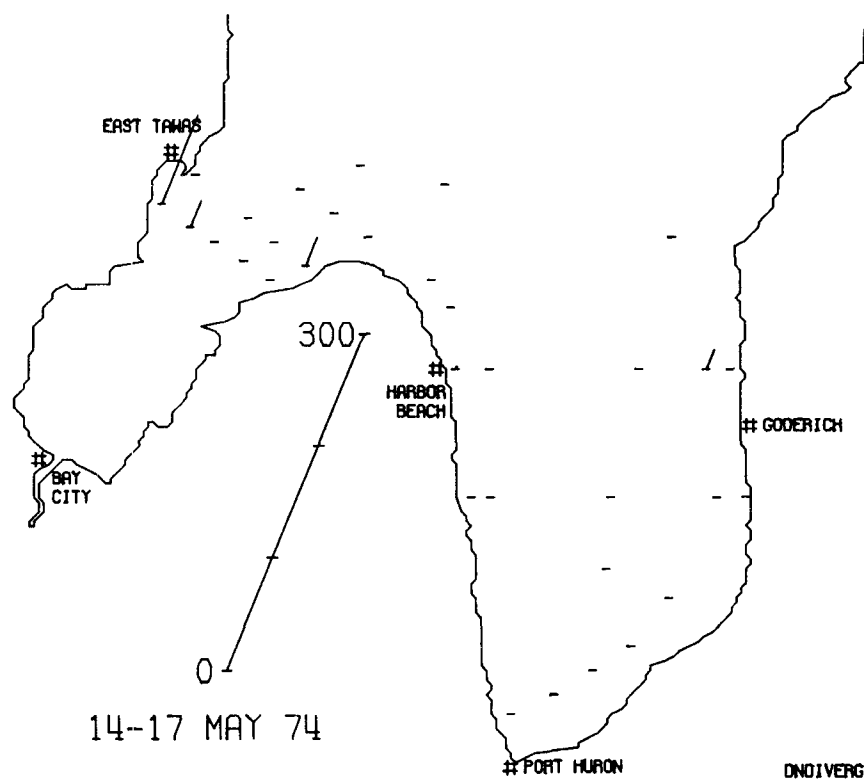 EAST TAWAS
#
300
#
HARBOR
BEACH
# GODERICH
#
BAY
CITY
0
14--17 MAY 74
# PORT HURON
DNDIVERG